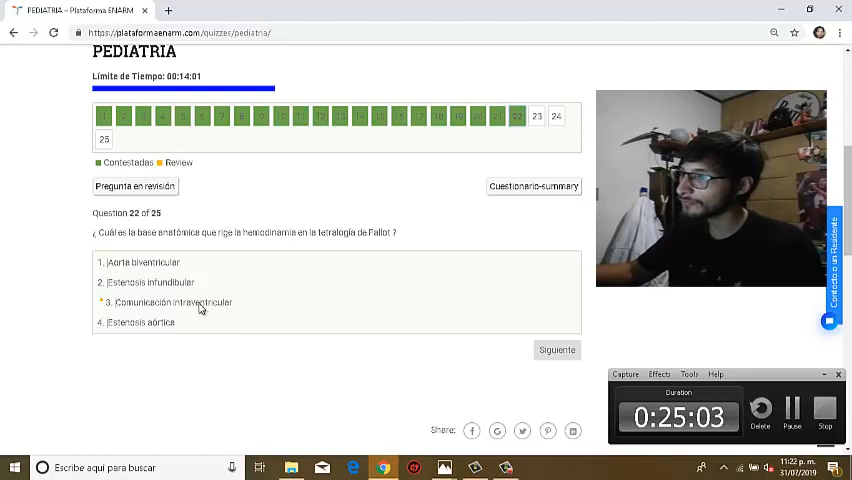 PEDIATRIA – Plataforma ENARM
https://plataformaenarm.com/quizzes/pediatria/
PEDIATRIA
Límite de Tiempo: 00:14:01
1 2 3 4 5 6 7 8 9 10 11 12 13 14 15 16 17 18 19 20 21 22 23 24
25
Contestadas Review
Pregunta en revisión Cuestionario-summary
Question 22 of 25
¿ Cuál es la base anatómica que rige la hemodinamia en la tetralogía de Fallot ?
1. Aorta biventricular
2. Estenosis infundibular
3. Comunicación intraventricular
4. Estenosis aórtica
Siguiente
Share:
Contacto a un Residente
Capture Effects Tools Help
Duration
0:25:03
Delete Pause Stop
Escribe aquí para buscar
11:22 p. m.
31/07/2019